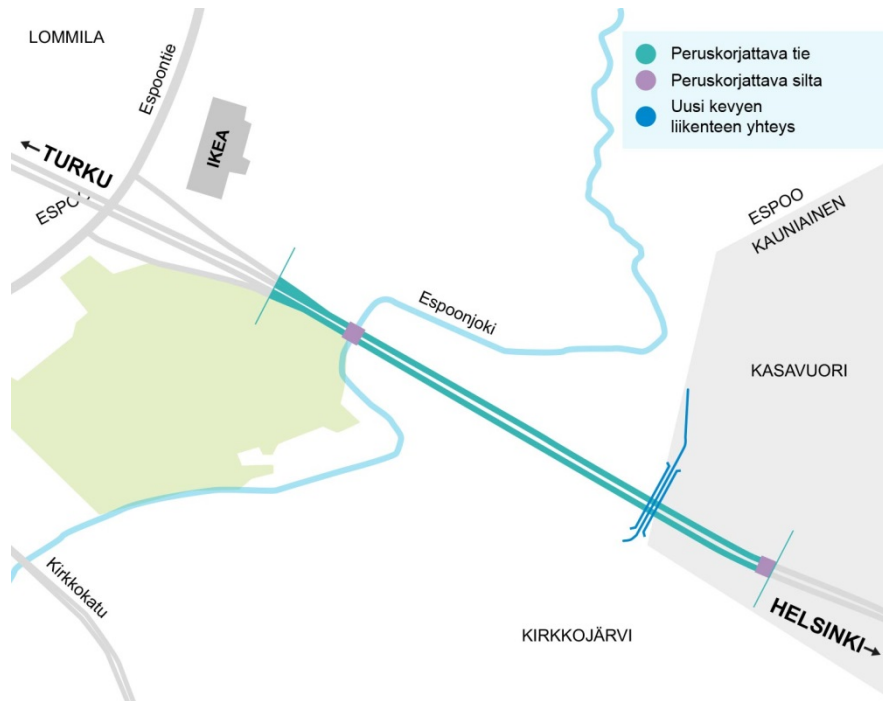 LOMMILA
Espoontie
IKEA
←TURKU
ESPOO
Peruskorjattava tie
Peruskorjattava silta
Uusi kevyen
liikenteen yhteys
ESPOO
KAUNIAINEN
Espoonjoki
KASAVUORI
Kirkkokatu
KIRKKOJÄRVI
HELSINKI→